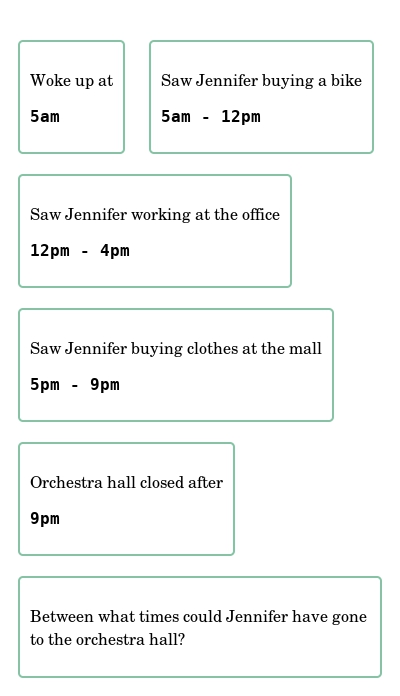 Woke up at
5am
Saw Jennifer buying a bike
5am - 12pm
Saw Jennifer working at the office
12pm - 4pm
Saw Jennifer buying clothes at the mall
5pm - 9pm
Orchestra hall closed after
9pm
Between what times could Jennifer have gone
to the orchestra hall?